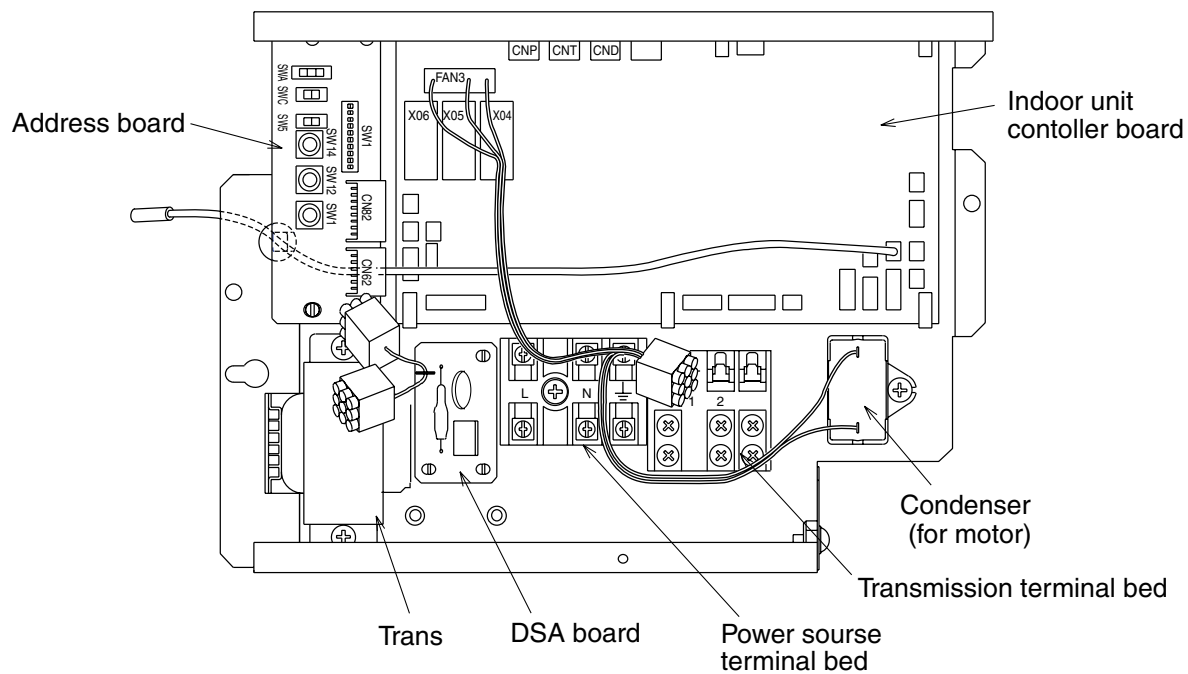 CNP CNT CND
FAN3
X06 X05 X04
SWA
SWC
SW5
SW14
SW12
SW1
SW1
CN82
CN62
Address board
Indoor unit
contoller board
L N
1 2
Condenser
(for motor)
Transmission terminal bed
Trans
DSA board
Power sourse
terminal bed